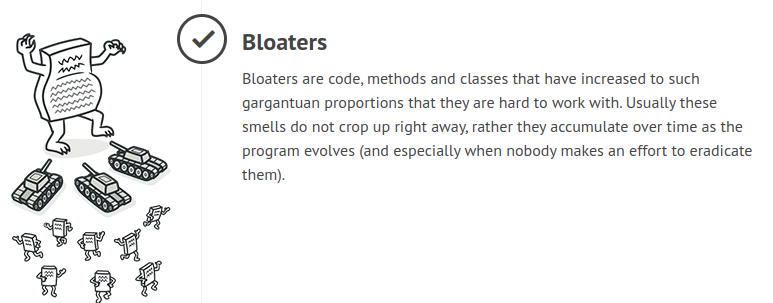 Bloaters
Bloaters are code, methods and classes that have increased to such
gargantuan proportions that they are hard to work with. Usually these
smells do not crop up right away, rather they accumulate over time as the
program evolves (and especially when nobody makes an effort to eradicate
them).